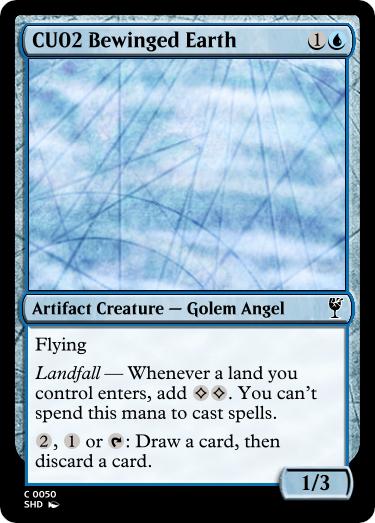 CU02 Bewinged Earth 1
Artifact Creature — Golem Angel
Flying
Landfall — Whenever a land you
control enters, add . You can't
spend this mana to cast spells.
2, 1 or : Draw a card, then
discard a card.
1/3
C 0050
SHD